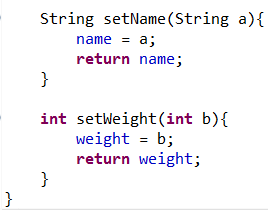 String setName(String a){
name = a;
return name;
}
int setWeight(int b){
weight = b;
return weight;
}
}